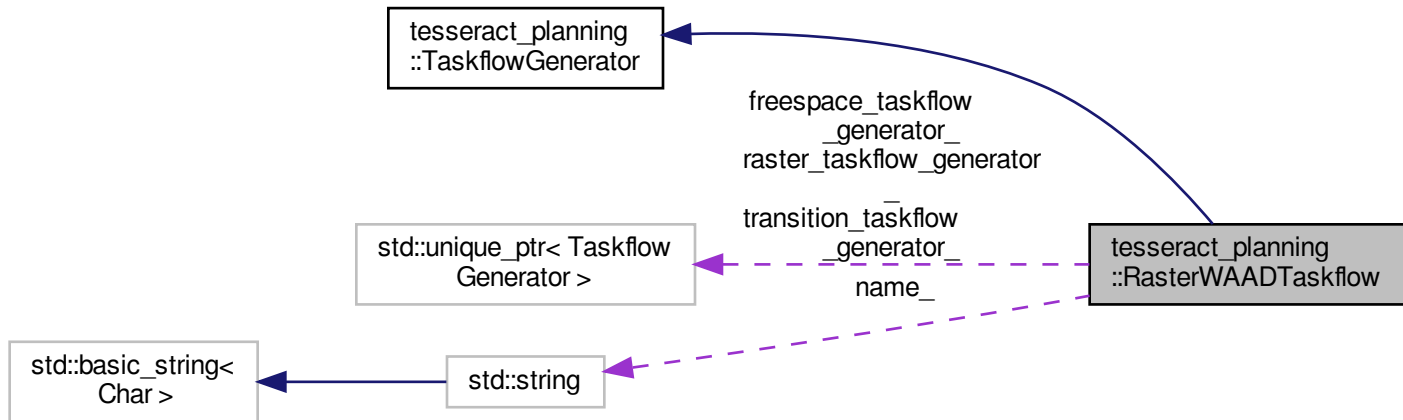 tesseract_planning
::TaskflowGenerator
freespace_taskflow
_generator_
raster_taskflow_generator
_
transition_taskflow
_generator_
std::unique_ptr< Taskflow
Generator >
tesseract_planning
::RasterWAADTaskflow
name_
std::basic_string<
Char >
std::string